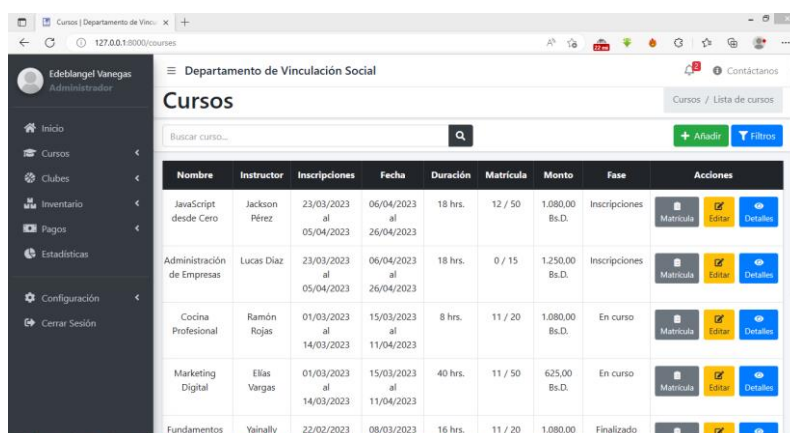 Cursos | Departamento de Vincu
127.0.0.1:8000/courses
22 mi
Edeblangel Vanegas
Administrador
Departamento de Vinculación Social
2
Contáctanos
Cursos
Cursos / Lista de cursos
Inicio
Cursos
Clubes
Inventario
Pagos
Estadísticas
Configuración
Cerrar Sesión
Buscar curso...
Añadir
Filtros
Nombre Instructor Inscripciones Fecha Duración Matrícula Monto Fase Acciones
JavaScript desde Cero Jackson Pérez 23/03/2023 al 05/04/2023 06/04/2023 al 26/04/2023 18 hrs. 12 / 50 1.080,00 Bs.D. Inscripciones Matrícula Editar Detalles
Administración de Empresas Lucas Díaz 23/03/2023 al 05/04/2023 06/04/2023 al 26/04/2023 18 hrs. 0 / 15 1.250,00 Bs.D. Inscripciones Matrícula Editar Detalles
Cocina Profesional Ramón Rojas 01/03/2023 al 14/03/2023 15/03/2023 al 11/04/2023 8 hrs. 11 / 20 1.080,00 Bs.D. En curso Matrícula Editar Detalles
Marketing Digital Elías Vargas 01/03/2023 al 14/03/2023 15/03/2023 al 11/04/2023 40 hrs. 11 / 50 625,00 Bs.D. En curso Matrícula Editar Detalles
Fundamentos Yainally 22/02/2023 08/03/2023 16 hrs. 11 / 20 1.080,00 Finalizado